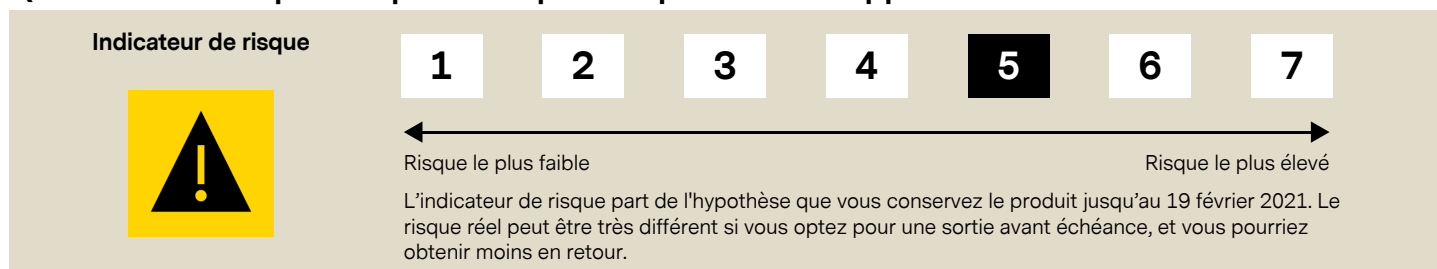 Indicateur de risque
1 2 3 4 5 6 7
Risque le plus faible
Risque le plus élevé
L’indicateur de risque part de l'hypothèse que vous conservez le produit jusqu’au 19 février 2021. Le
risque réel peut être très différent si vous optez pour une sortie avant échéance, et vous pourriez
obtenir moins en retour.